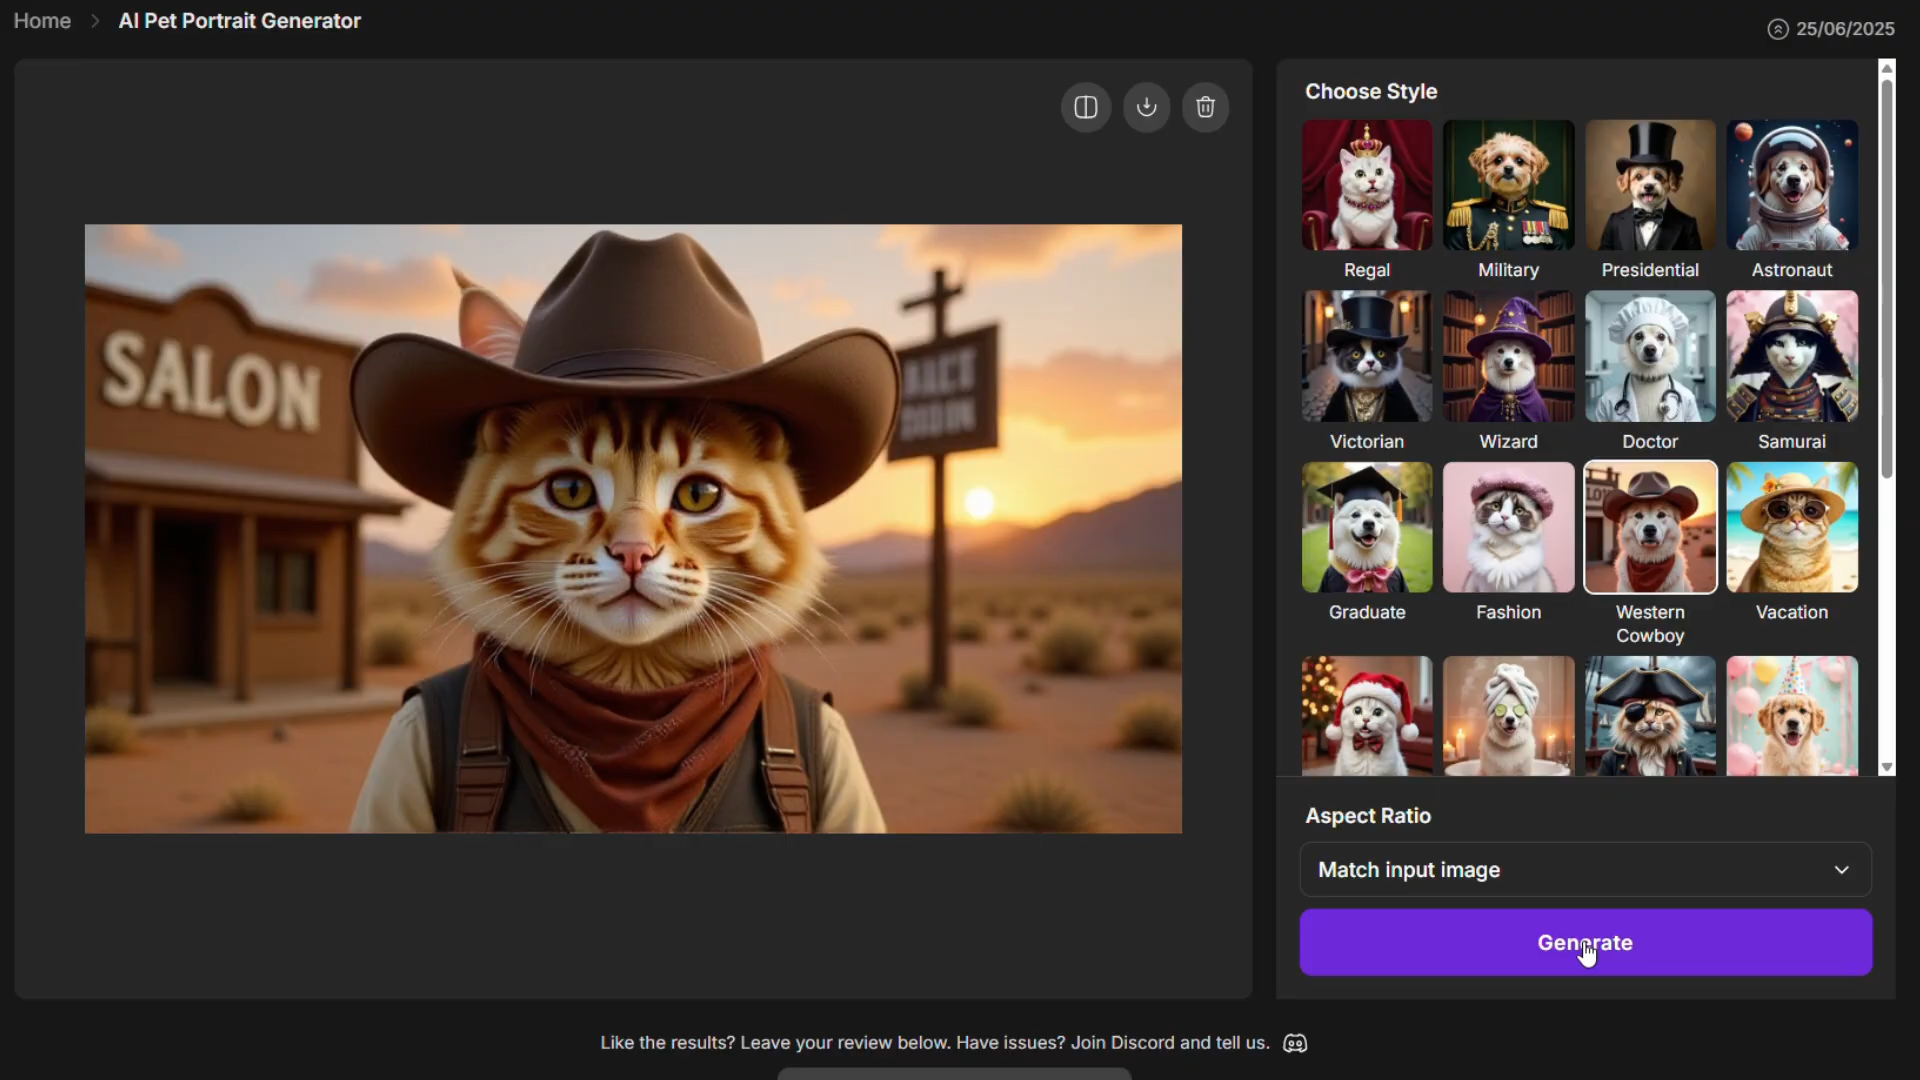 Home > AI Pet Portrait Generator
25/06/2025
Choose Style
Regal
Military
Presidential
Astronaut
Victorian
Wizard
Doctor
Samurai
Graduate
Fashion
Western
Cowboy
Vacation
SALON
Aspect Ratio
Match input image
Generate
Like the results? Leave your review below. Have issues? Join Discord and tell us.